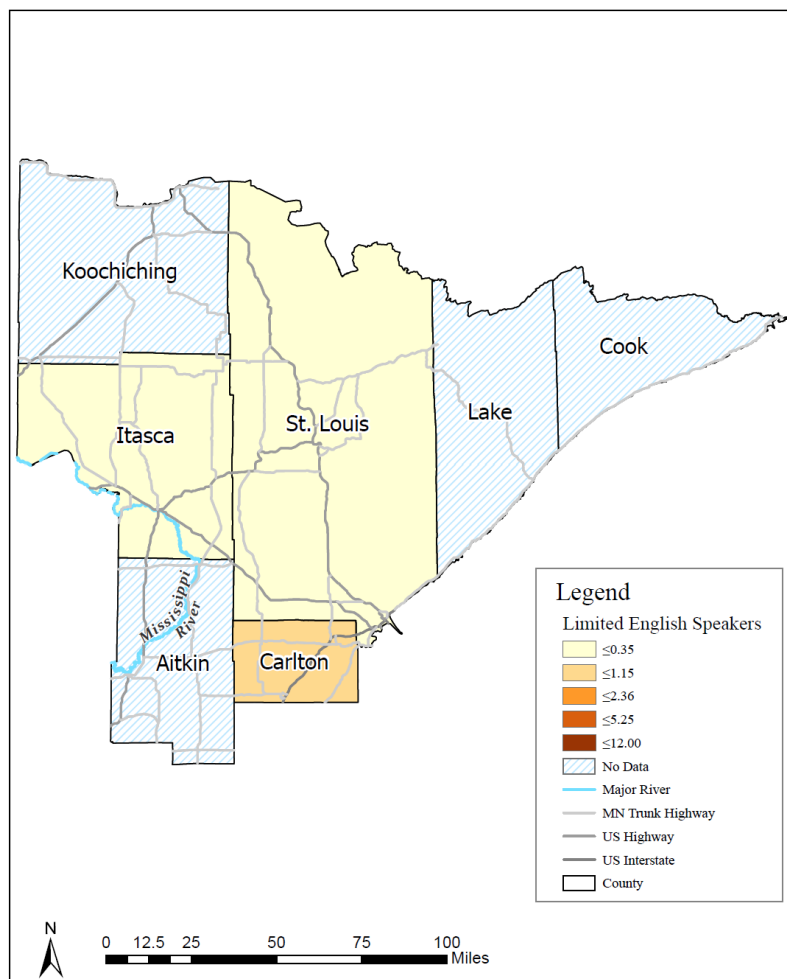 Koochiching
Cook
Lake
St. Louis
Itasca
Mississippi
River
Aitkin
Carlton
Legend
Limited English Speakers
≤0.35
≤1.15
≤2.36
≤5.25
≤12.00
No Data
Major River
MN Trunk Highway
US Highway
US Interstate
County
N
0 12.5 25 50 75 100
Miles